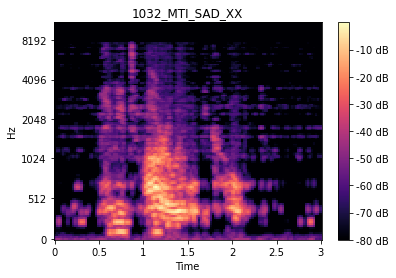 1032_MTI_SAD_XX
8192
4096
2048
1024
512
0
Hz
0
0.5
1
1.5
2
2.5
3
Time
-10 dB
-20 dB
-30 dB
-40 dB
-50 dB
-60 dB
-70 dB
-80 dB